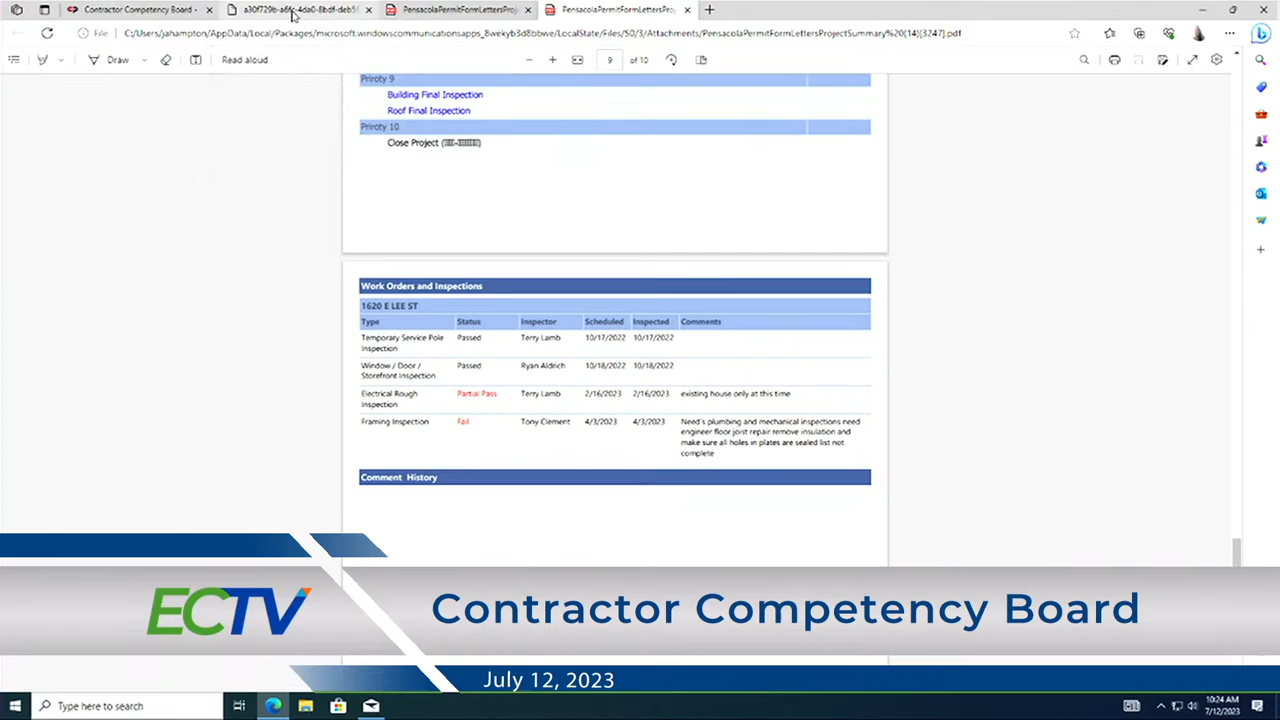 Contractor Competency Board -
a30f729b-a6fc-4da0-8bdf-deb5f
PensacolaPermitFormLettersProj
PensacolaPermitFormLettersProj
File
C:/Users/jahampton/AppData/Local/Packages/microsoft.windowscommunicationsapps_8wekyb3d8bbwe/LocalState/Files/S0/3/Attachments/PensacolaPermitFormLettersProjectSummary%20(14)[3247].pdf
Draw
Read aloud
9 of 10
Priroty 9
Building Final Inspection
Roof Final Inspection
Priroty 10
Close Project
Work Orders and Inspections
1620 E LEE ST
Type Status Inspector Scheduled Inspected Comments
Temporary Service Pole Inspection Passed Terry Lamb 10/17/2022 10/17/2022
Window / Door / Storefront Inspection Passed Ryan Aldrich 10/18/2022 10/18/2022
Electrical Rough Inspection Partial Pass Terry Lamb 2/16/2023 2/16/2023 existing house only at this time
Framing Inspection Fail Tony Clement 4/3/2023 4/3/2023 Need's plumbing and mechanical inspections need
engineer floor joist repair remove insulation and
make sure all holes in plates are sealed list not
complete
Comment History
ECTV
Contractor Competency Board
July 12, 2023
Type here to search
10:24 AM
7/12/2023